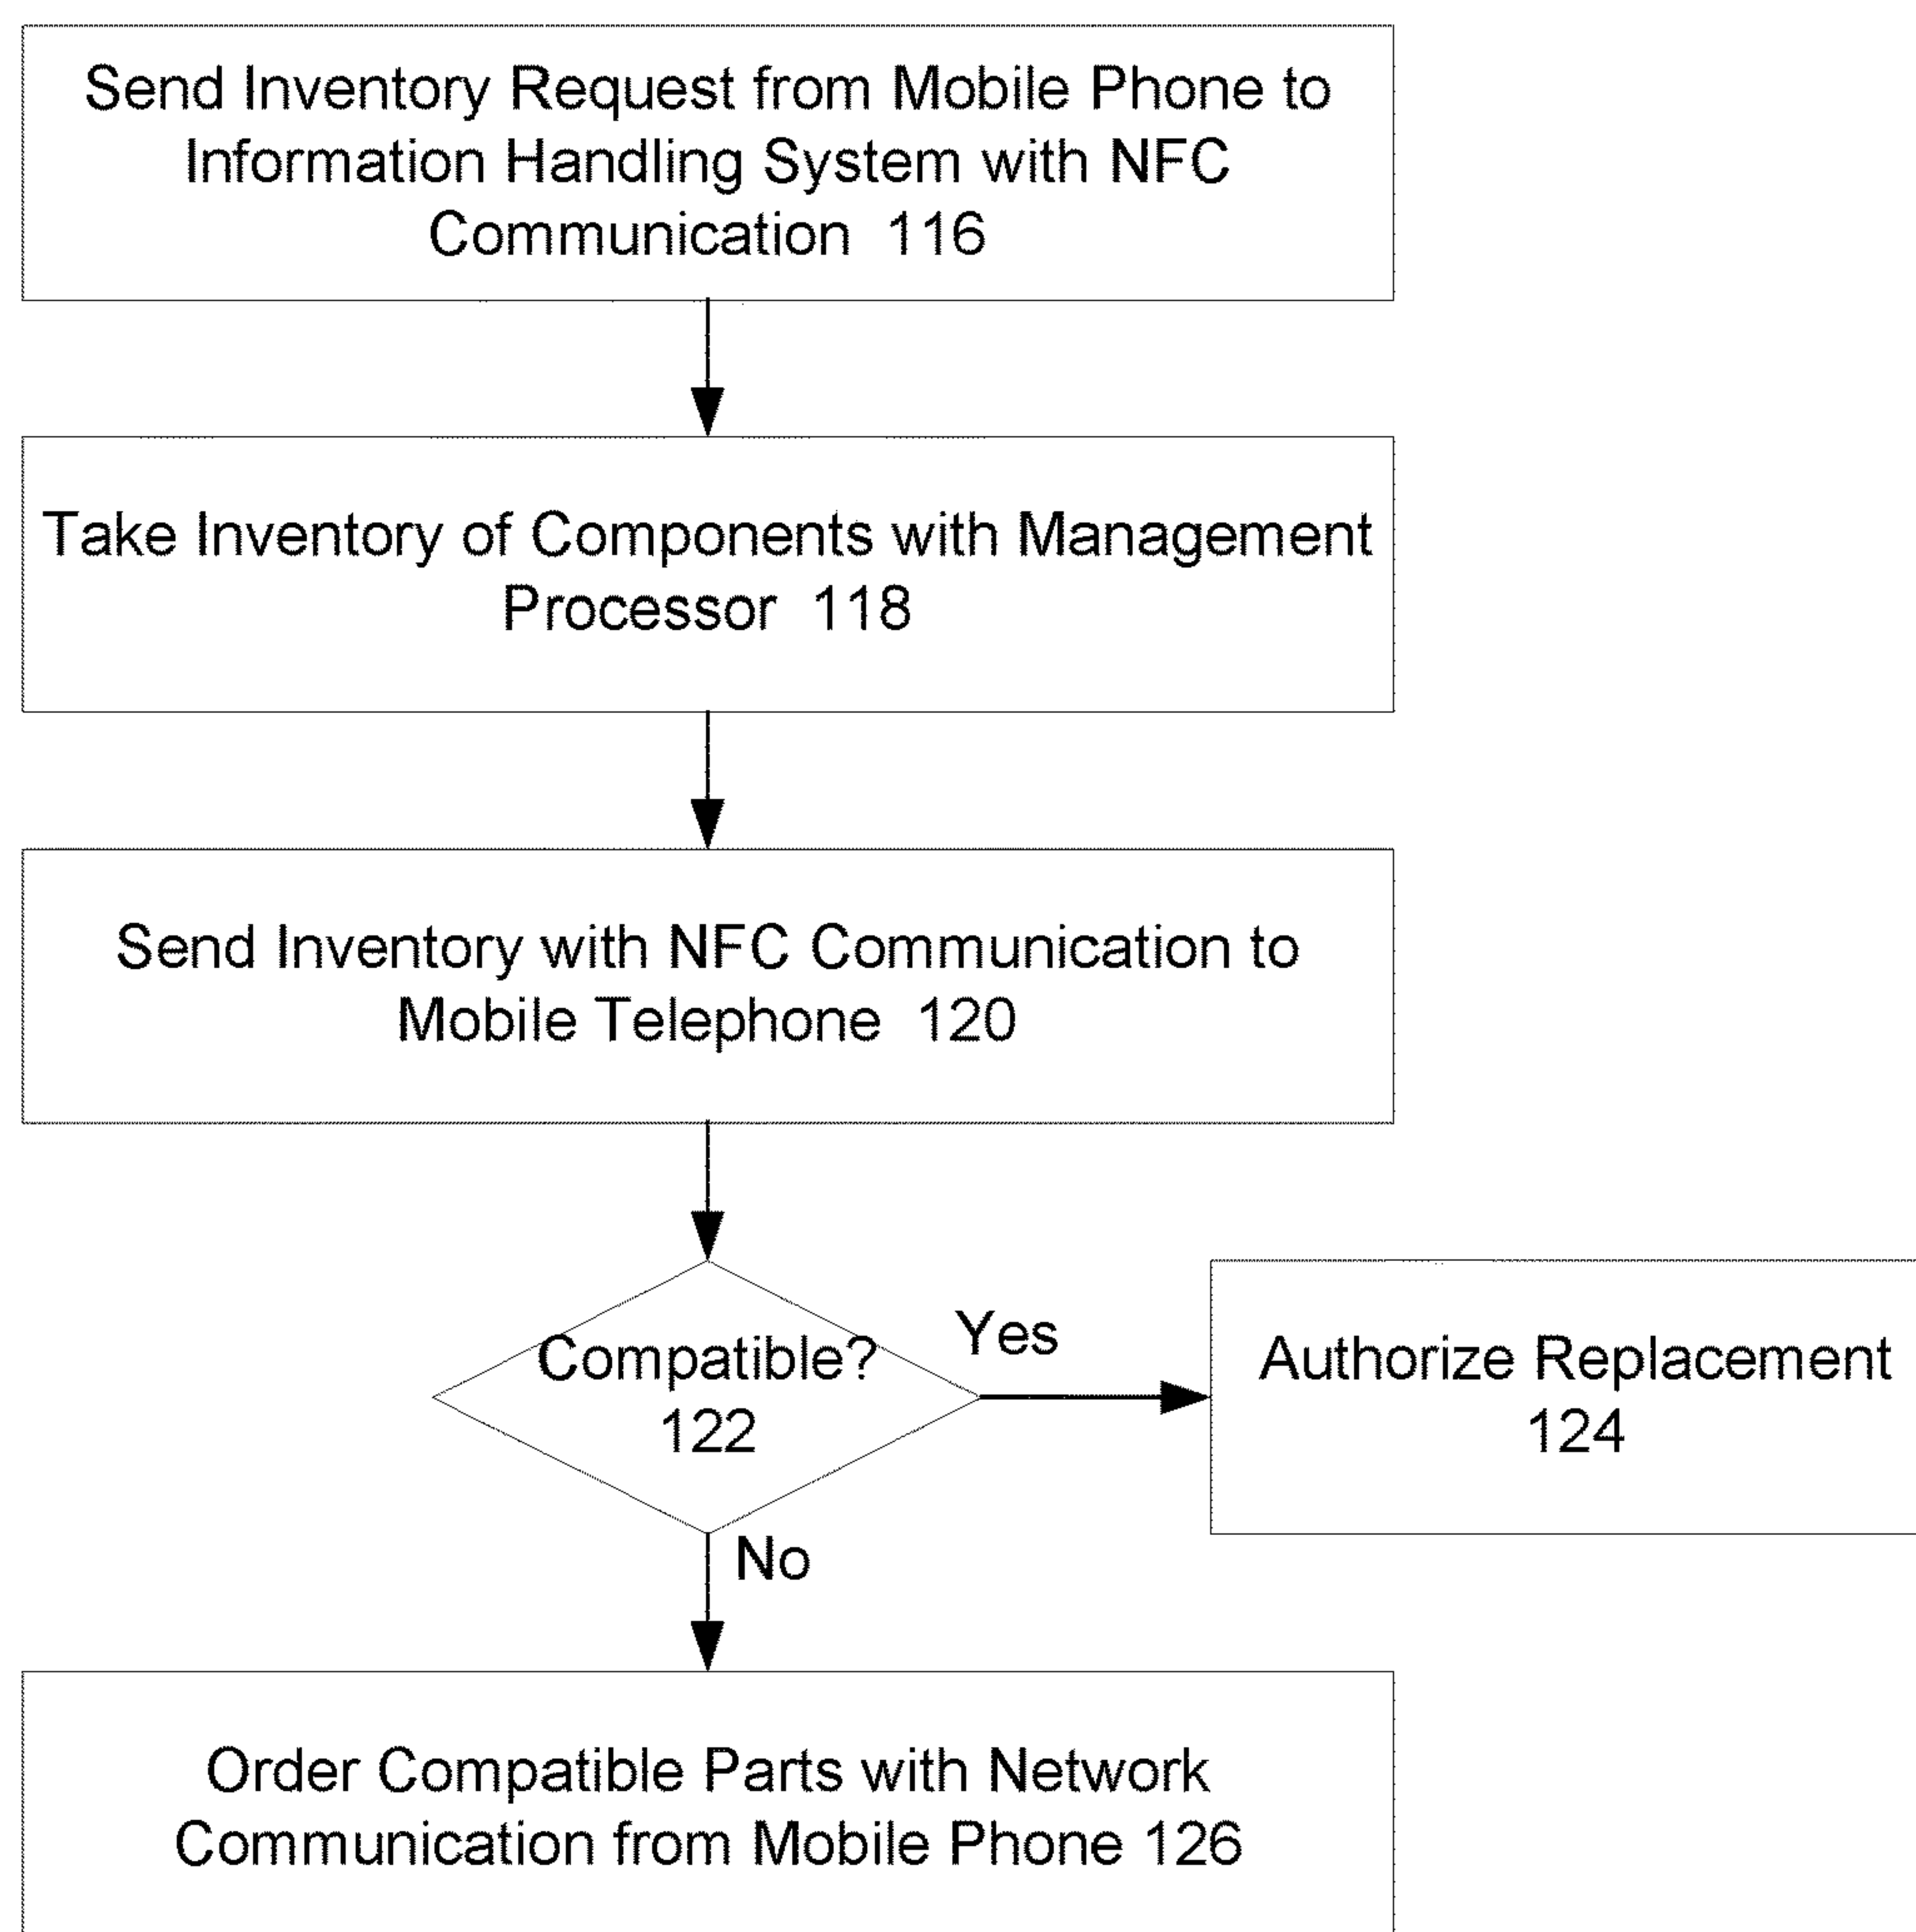 Send Inventory Request from Mobile Phone to
Information Handling System with NFC
Communication 116
Take Inventory of Components with Management
Processor 118
Send Inventory with NFC Communication to
Mobile Telephone 120
Compatible?
122
Yes
Authorize Replacement
124
No
Order Compatible Parts with Network
Communication from Mobile Phone 126